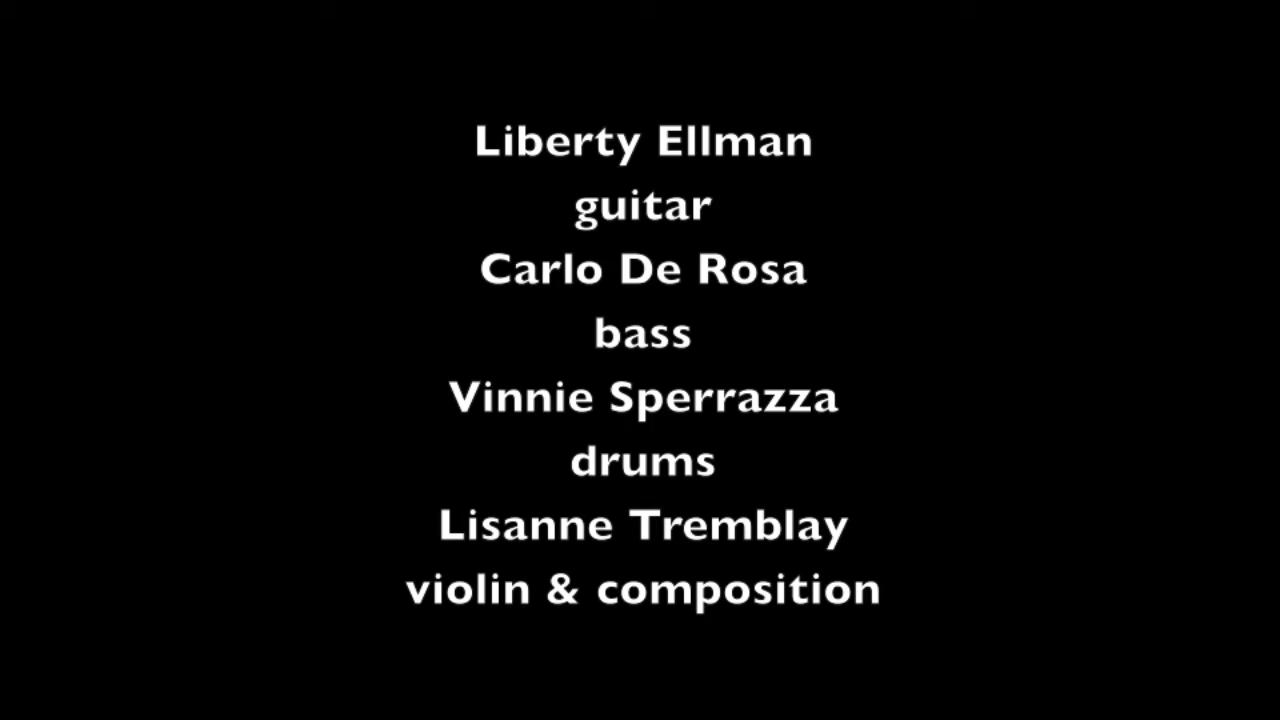 Liberty Ellman
guitar
Carlo De Rosa
bass
Vinnie Sperrazza
drums
Lisanne Tremblay
violin & composition